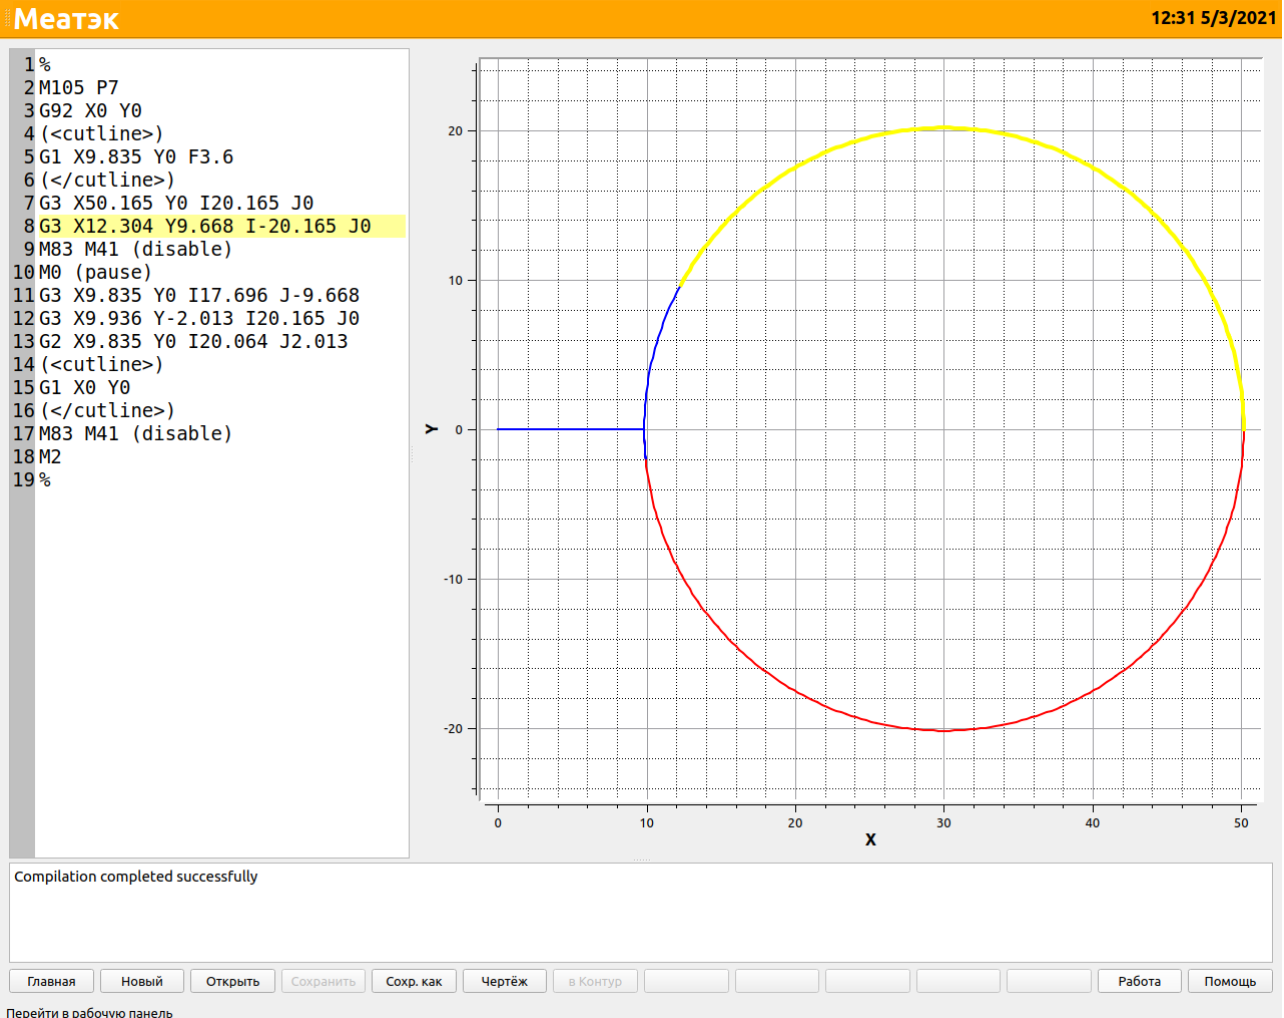 Меатэк
12:31 5/3/2021
1 %
2 M105 P7
3 G92 X0 Y0
4 (<cutline>)
5 G1 X9.835 Y0 F3.6
6 (</cutline>)
7 G3 X50.165 Y0 I20.165 J0
8 G3 X12.304 Y9.668 I-20.165 J0
9 M83 M41 (disable)
10 M0 (pause)
11 G3 X9.835 Y0 I17.696 J-9.668
12 G3 X9.936 Y-2.013 I20.165 J0
13 G2 X9.835 Y0 I20.064 J2.013
14 (<cutline>)
15 G1 X0 Y0
16 (</cutline>)
17 M83 M41 (disable)
18 M2
19 %
20
10
Y
0
-10
-20
0 10 20 30 40 50
X
Compilation completed successfully
Главная Новый Открыть Сохранить Сохр. как Чертёж в Контур Работа Помощь
Перейти в рабочую панель